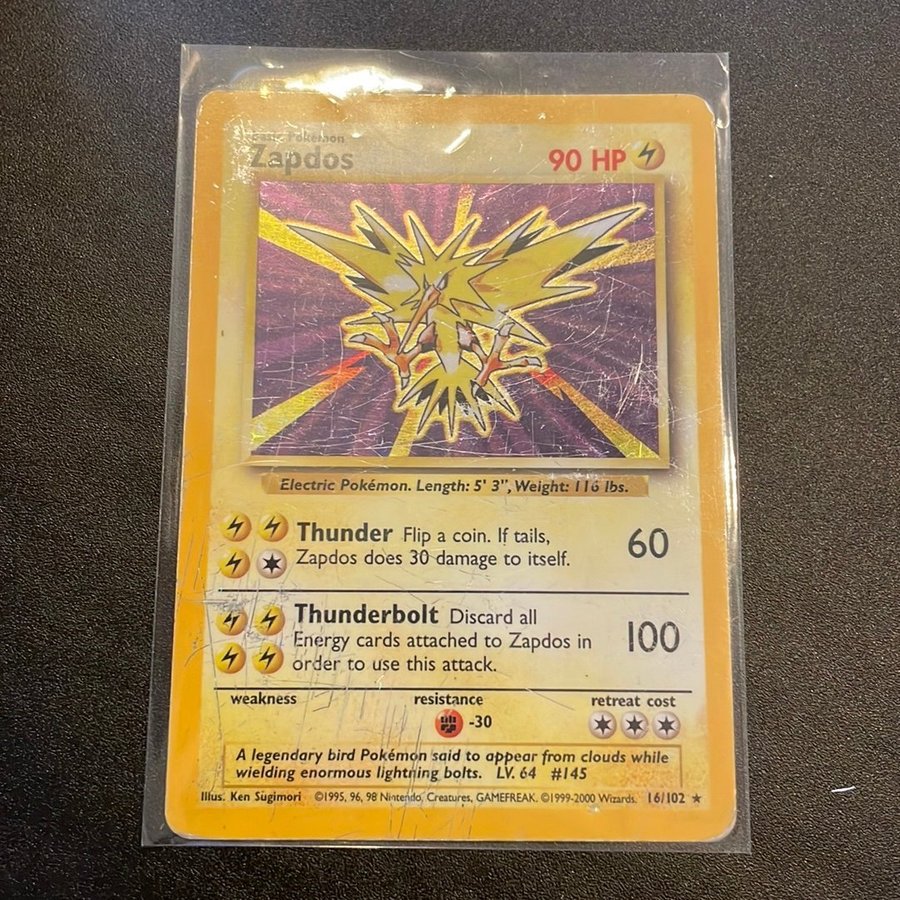 Basic Pokémon
Zapdos 90 HP
Electric Pokémon. Length: 5' 3", Weight: 116 lbs.
Thunder Flip a coin. If tails,
Zapdos does 30 damage to itself. 60
Thunderbolt Discard all
Energy cards attached to Zapdos in
order to use this attack. 100
weakness resistance retreat cost
-30
A legendary bird Pokémon said to appear from clouds while
wielding enormous lightning bolts. LV. 64 #145
Illus. Ken Sugimori ©1995, 96, 98 Nintendo, Creatures, GAMEFREAK. ©1999-2000 Wizards. 16/102 ★